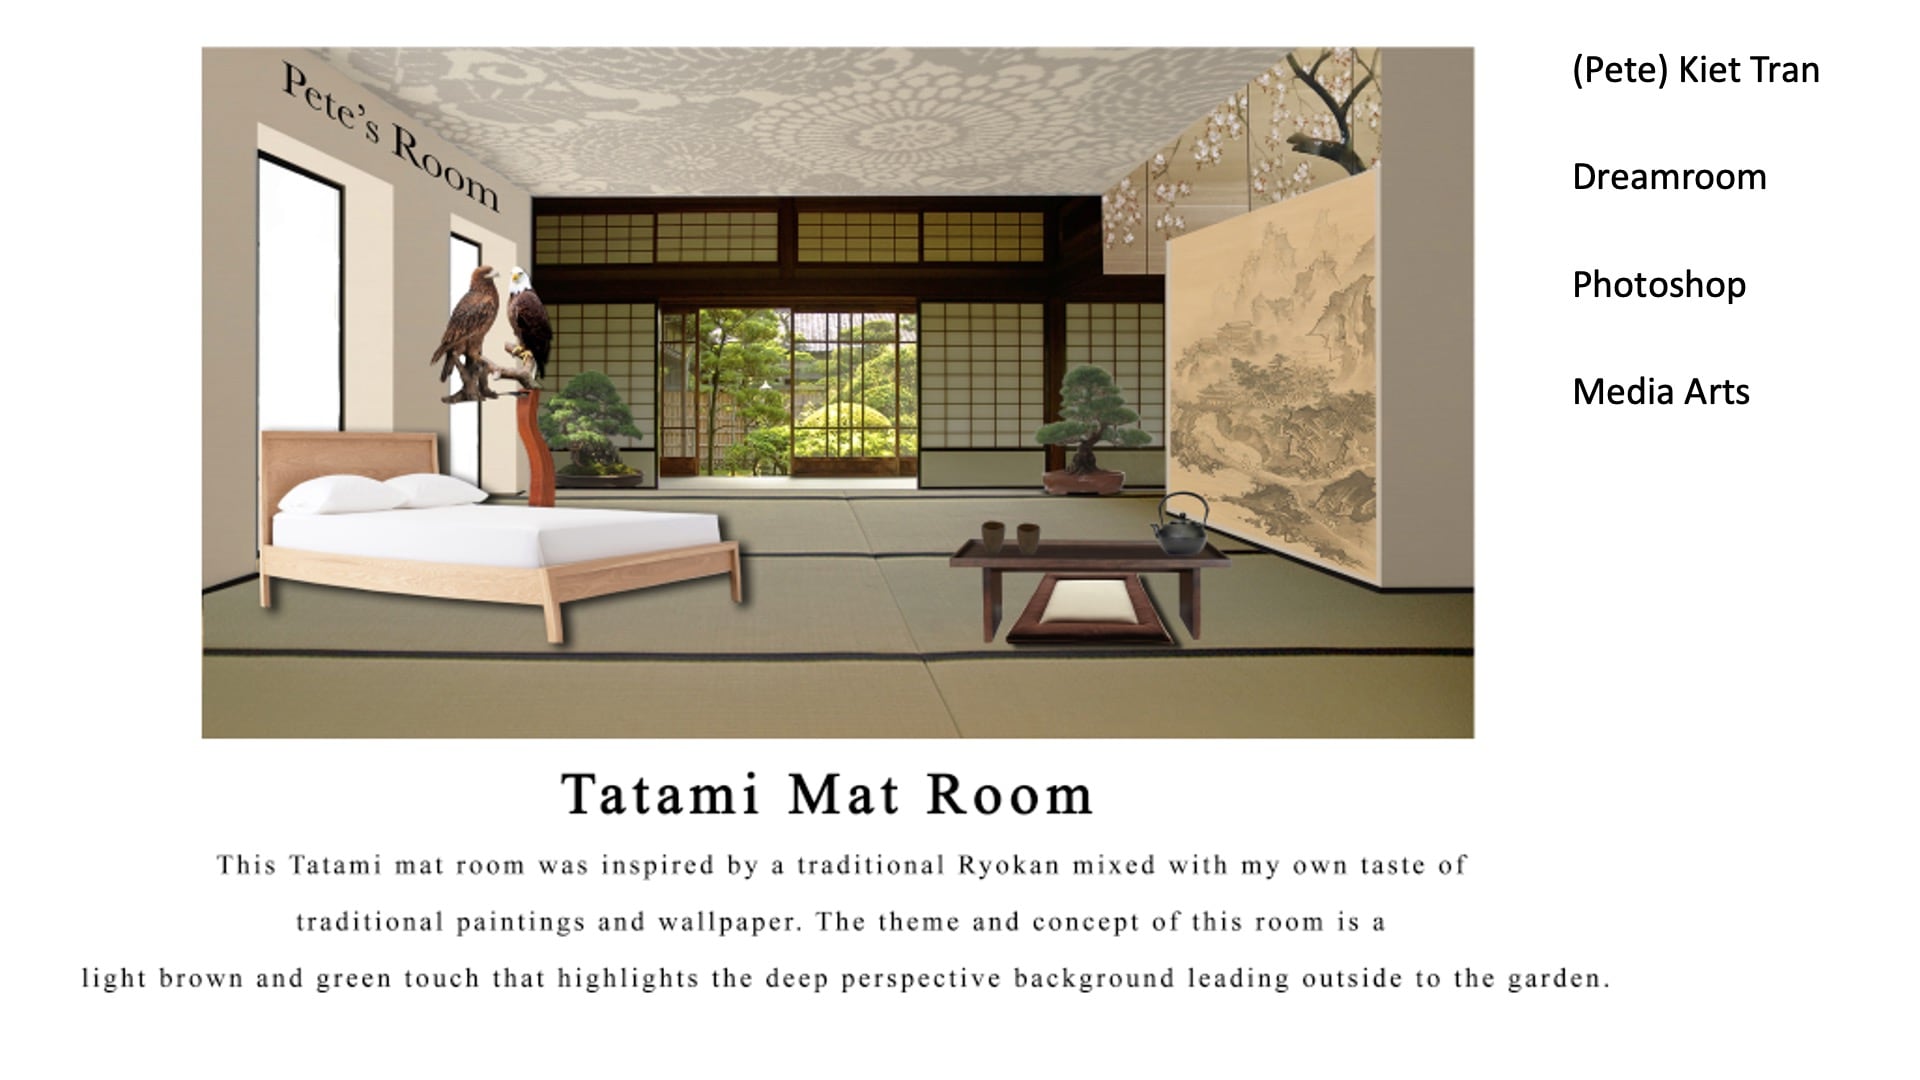 Pete's Room
(Pete) Kiet Tran
Dreamroom
Photoshop
Media Arts
Tatami Mat Room
This Tatami mat room was inspired by a traditional Ryokan mixed with my own taste of
traditional paintings and wallpaper. The theme and concept of this room is a
light brown and green touch that highlights the deep perspective background leading outside to the garden.